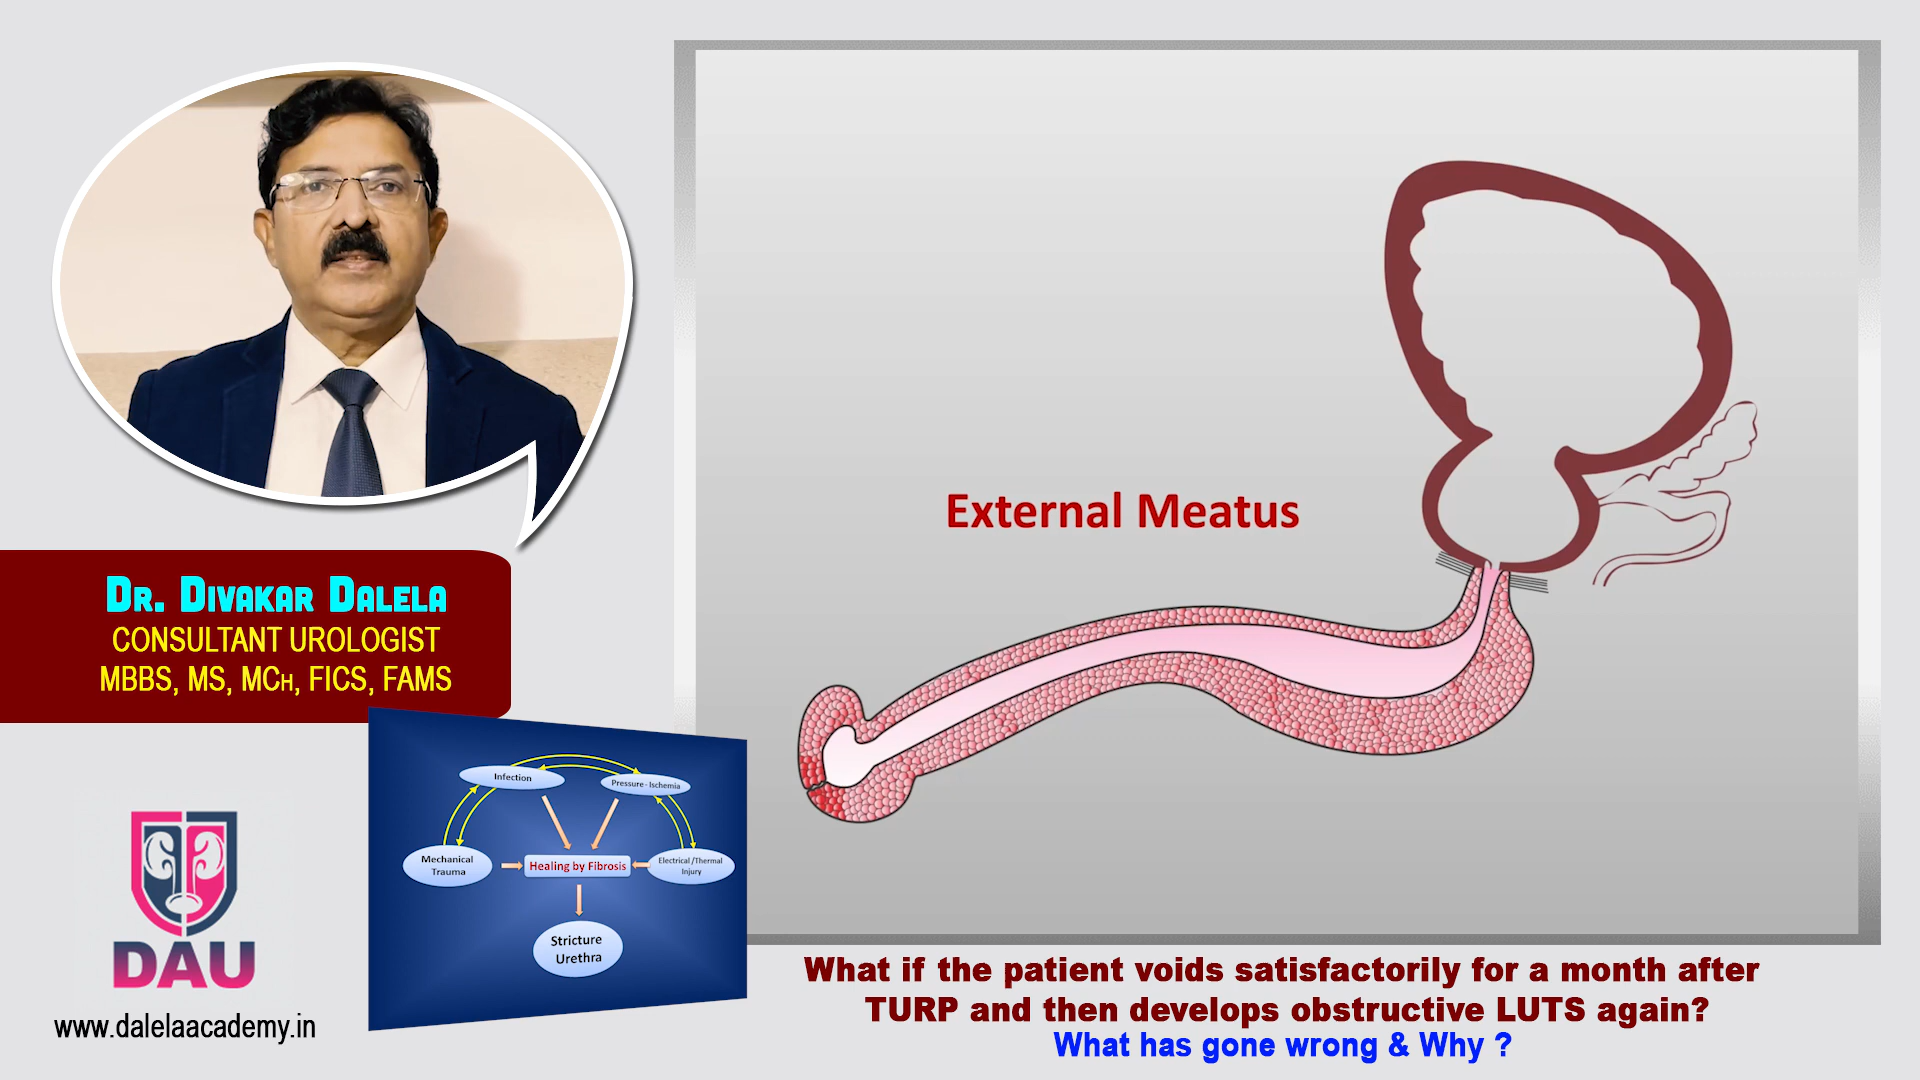 External Meatus
DR. DIVAKAR DALELA
CONSULTANT UROLOGIST
MBBS, MS, MCH, FICS, FAMS
Infection
Pressure - Ischemia
Mechanical
Trauma
Healing by Fibrosis
Electrical /Thermal
Injury
Stricture
Urethra
DAU
www.dalelaacademy.in
What if the patient voids satisfactorily for a month after
TURP and then develops obstructive LUTS again?
What has gone wrong & Why ?